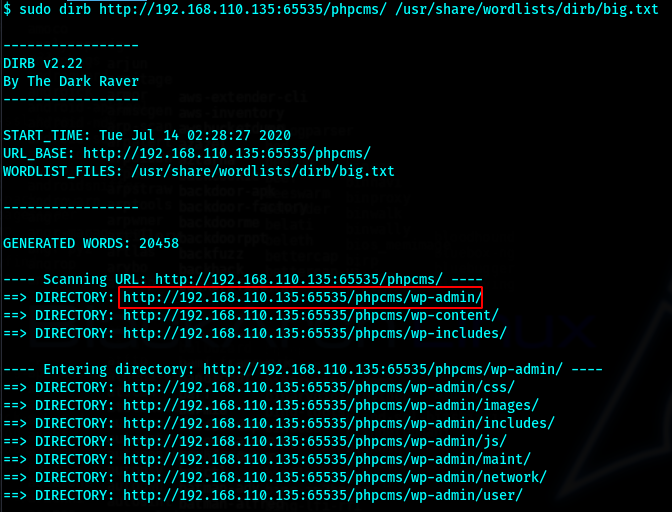 $ sudo dirb http://192.168.110.135:65535/phpcms/ /usr/share/wordlists/dirb/big.txt
-----------------
DIRB v2.22
By The Dark Raver
-----------------
START_TIME: Tue Jul 14 02:28:27 2020
URL_BASE: http://192.168.110.135:65535/phpcms/
WORDLIST_FILES: /usr/share/wordlists/dirb/big.txt
-----------------
GENERATED WORDS: 20458
---- Scanning URL: http://192.168.110.135:65535/phpcms/ ----
==> DIRECTORY: http://192.168.110.135:65535/phpcms/wp-admin/
==> DIRECTORY: http://192.168.110.135:65535/phpcms/wp-content/
==> DIRECTORY: http://192.168.110.135:65535/phpcms/wp-includes/
---- Entering directory: http://192.168.110.135:65535/phpcms/wp-admin/ ----
==> DIRECTORY: http://192.168.110.135:65535/phpcms/wp-admin/css/
==> DIRECTORY: http://192.168.110.135:65535/phpcms/wp-admin/images/
==> DIRECTORY: http://192.168.110.135:65535/phpcms/wp-admin/includes/
==> DIRECTORY: http://192.168.110.135:65535/phpcms/wp-admin/js/
==> DIRECTORY: http://192.168.110.135:65535/phpcms/wp-admin/maint/
==> DIRECTORY: http://192.168.110.135:65535/phpcms/wp-admin/network/
==> DIRECTORY: http://192.168.110.135:65535/phpcms/wp-admin/user/